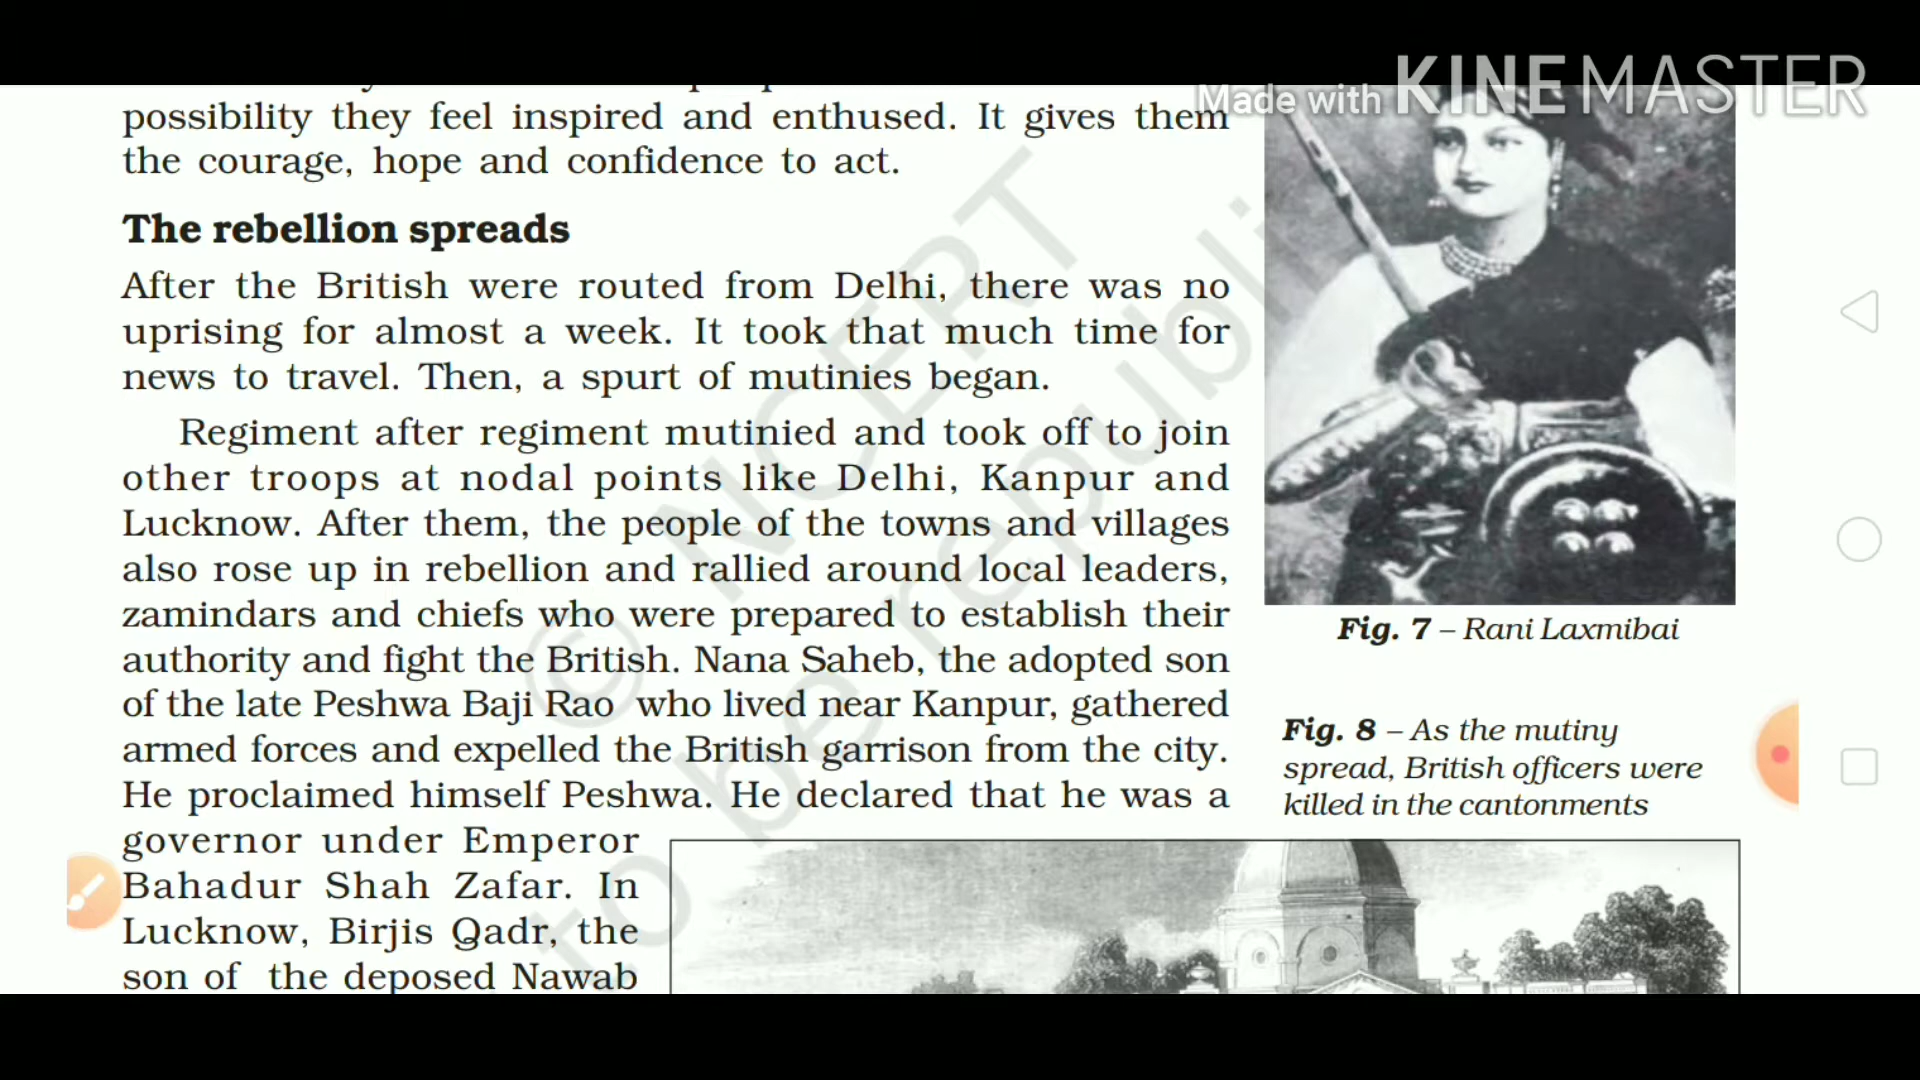 Made with KINEMASTER
possibility they feel inspired and enthused. It gives them
the courage, hope and confidence to act.
The rebellion spreads
After the British were routed from Delhi, there was no
uprising for almost a week. It took that much time for
news to travel. Then, a spurt of mutinies began.
Regiment after regiment mutinied and took off to join
other troops at nodal points like Delhi, Kanpur and
Lucknow. After them, the people of the towns and villages
also rose up in rebellion and rallied around local leaders,
zamindars and chiefs who were prepared to establish their
authority and fight the British. Nana Saheb, the adopted son
of the late Peshwa Baji Rao who lived near Kanpur, gathered
armed forces and expelled the British garrison from the city.
He proclaimed himself Peshwa. He declared that he was a
governor under Emperor
Bahadur Shah Zafar. In
Lucknow, Birjis Qadr, the
son of the deposed Nawab
Fig. 7 – Rani Laxmibai
Fig. 8 – As the mutiny
spread, British officers were
killed in the cantonments
© NCERT
to be republi